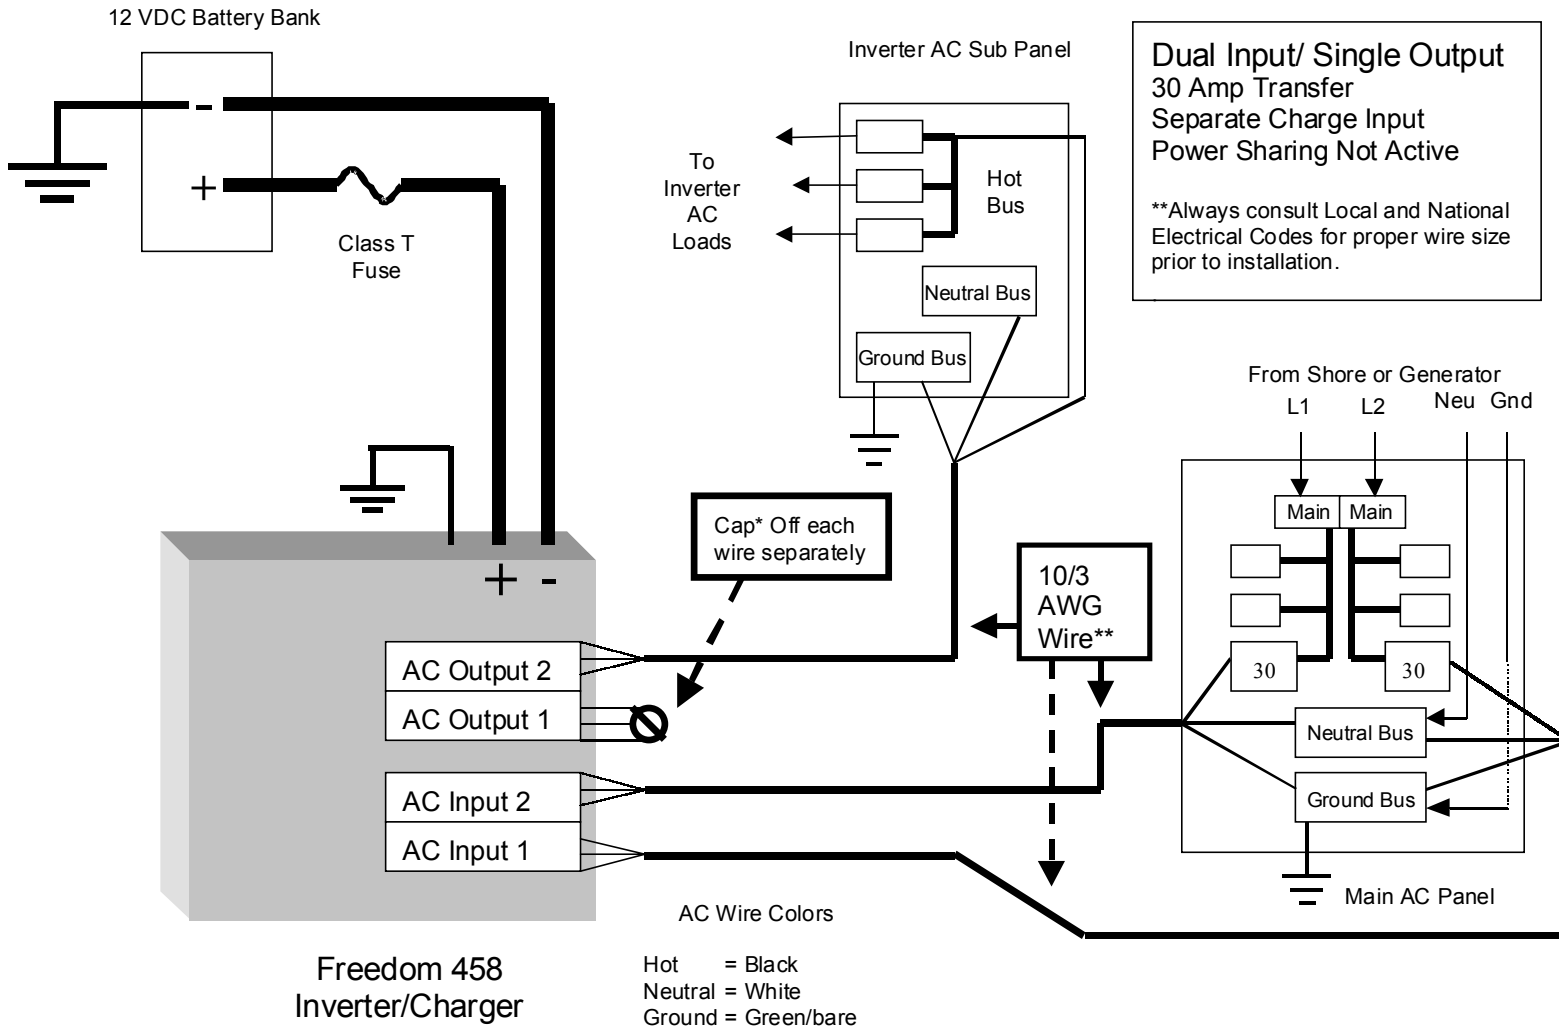 12 VDC Battery Bank
-
+
Class T
Fuse
Inverter AC Sub Panel
To
Inverter
AC
Loads
Hot
Bus
Neutral Bus
Ground Bus
Dual Input/ Single Output
30 Amp Transfer
Separate Charge Input
Power Sharing Not Active
**Always consult Local and National
Electrical Codes for proper wire size
prior to installation.
From Shore or Generator
L1 L2 Neu Gnd
Main Main
30 30
Neutral Bus
Ground Bus
Main AC Panel
Cap* Off each
wire separately
10/3
AWG
Wire**
+ -
AC Output 2
AC Output 1
AC Input 2
AC Input 1
Freedom 458
Inverter/Charger
AC Wire Colors
Hot = Black
Neutral = White
Ground = Green/bare